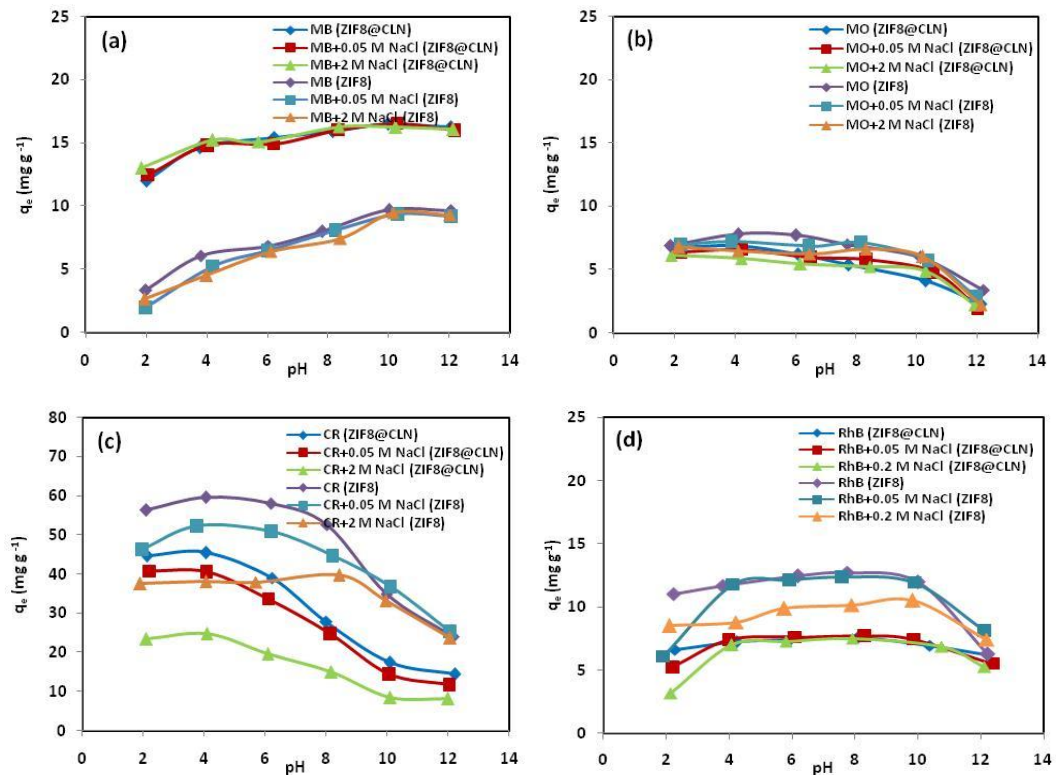 (a)
MB (ZIF8@CLN)
MB+0.05 M NaCl (ZIF8@CLN)
MB+2 M NaCl (ZIF8@CLN)
MB (ZIF8)
MB+0.05 M NaCl (ZIF8)
MB+2 M NaCl (ZIF8)
25
20
15
10
5
0
qₑ (mg g⁻¹)
0 2 4 6 8 10 12 14
pH
(b)
MO (ZIF8@CLN)
MO+0.05 M NaCl (ZIF8@CLN)
MO+2 M NaCl (ZIF8@CLN)
MO (ZIF8)
MO+0.05 M NaCl (ZIF8)
MO+2 M NaCl (ZIF8)
25
20
15
10
5
0
qₑ (mg g⁻¹)
0 2 4 6 8 10 12 14
pH
(c)
CR (ZIF8@CLN)
CR+0.05 M NaCl (ZIF8@CLN)
CR+2 M NaCl (ZIF8@CLN)
CR (ZIF8)
CR+0.05 M NaCl (ZIF8)
CR+2 M NaCl (ZIF8)
80
70
60
50
40
30
20
10
0
qₑ (mg g⁻¹)
0 2 4 6 8 10 12 14
pH
(d)
RhB (ZIF8@CLN)
RhB+0.05 M NaCl (ZIF8@CLN)
RhB+0.2 M NaCl (ZIF8@CLN)
RhB (ZIF8)
RhB+0.05 M NaCl (ZIF8)
RhB+0.2 M NaCl (ZIF8)
25
20
15
10
5
0
qₑ (mg g⁻¹)
0 2 4 6 8 10 12 14
pH